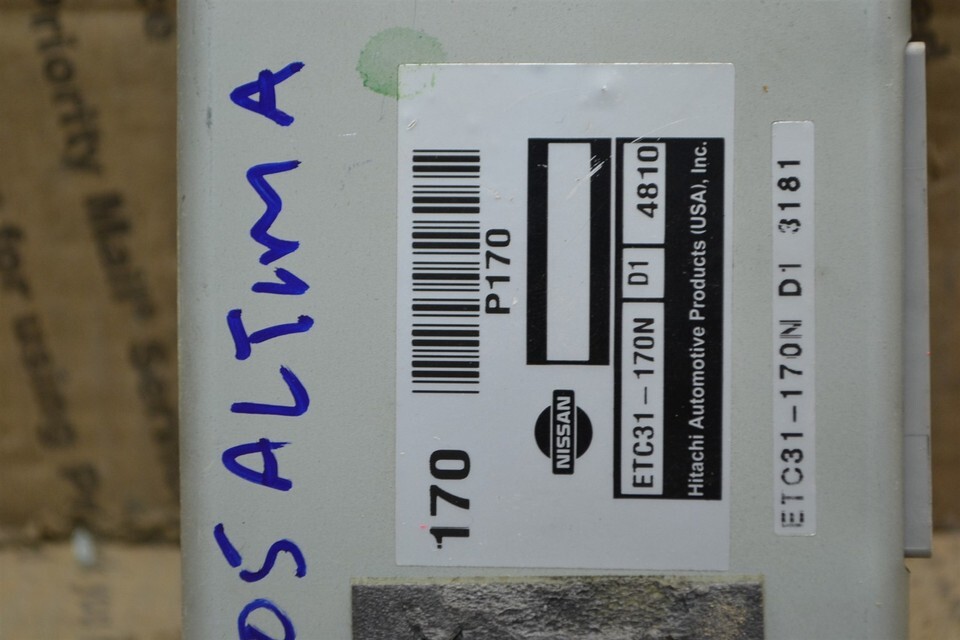 05 ALTIMA
P170
170
NISSAN
ETC31-170N D1 4810
Hitachi Automotive Products (USA), Inc.
ETC31-170N D1 3181